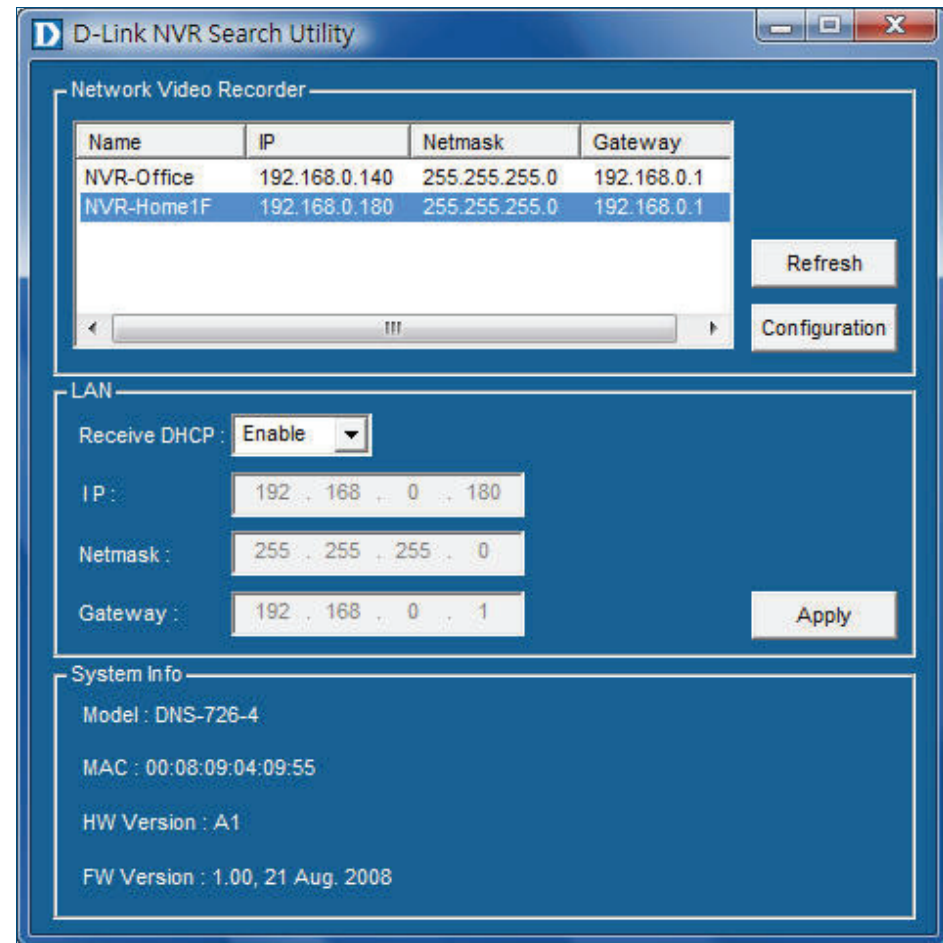 D-Link NVR Search Utility
Network Video Recorder
Name IP Netmask Gateway
NVR-Office 192.168.0.140 255.255.255.0 192.168.0.1
NVR-Home1F 192.168.0.180 255.255.255.0 192.168.0.1
Refresh
Configuration
LAN
Receive DHCP : Enable
IP : 192 . 168 . 0 . 180
Netmask : 255 . 255 . 255 . 0
Gateway : 192 . 168 . 0 . 1
Apply
System Info
Model : DNS-726-4
MAC : 00:08:09:04:09:55
HW Version : A1
FW Version : 1.00, 21 Aug. 2008